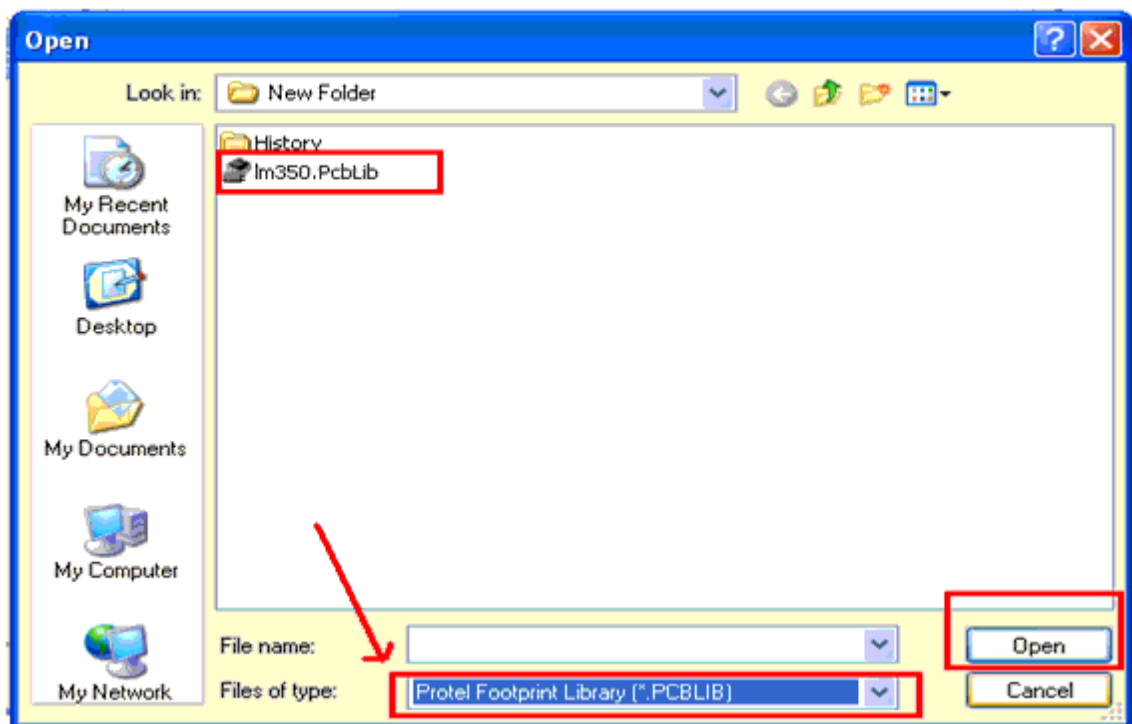 Open
Look in: New Folder
History
lm350.PcbLib
My Recent
Documents
Desktop
My Documents
My Computer
My Network
File name:
Open
Files of type: Protel Footprint Library (*.PCBLIB)
Cancel